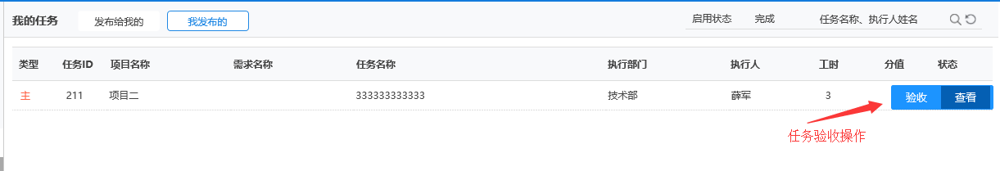 我的任务 发布给我的 我发布的 启用状态 完成 任务名称、执行人姓名
类型 任务ID 项目名称 需求名称 任务名称 执行部门 执行人 工时 分值 状态
主 211 项目二 333333333333 技术部 薛军 3 验收 查看
任务验收操作